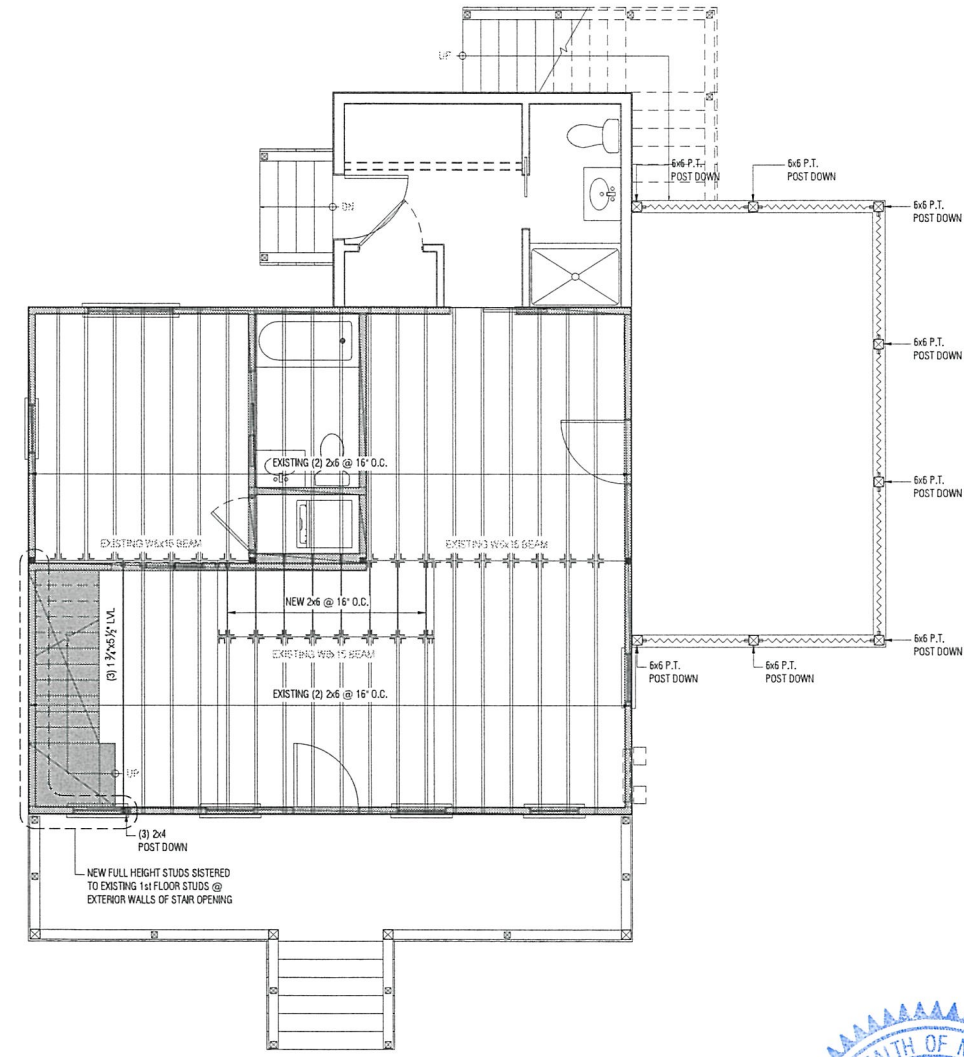 UP
6x6 P.T.
POST DOWN
6x6 P.T.
POST DOWN
6x6 P.T.
POST DOWN
DN
6x6 P.T.
POST DOWN
EXISTING (2) 2x6 @ 16" O.C.
6x6 P.T.
POST DOWN
EXISTING W8x15 BEAM
EXISTING W8x15 BEAM
(3) 1 ¾"x5½" LVL
NEW 2x6 @ 16" O.C.
EXISTING W8x15 BEAM
6x6 P.T.
POST DOWN
6x6 P.T.
POST DOWN
6x6 P.T.
POST DOWN
EXISTING (2) 2x6 @ 16" O.C.
UP
(3) 2x4
POST DOWN
NEW FULL HEIGHT STUDS SISTERED
TO EXISTING 1st FLOOR STUDS @
EXTERIOR WALLS OF STAIR OPENING
OF